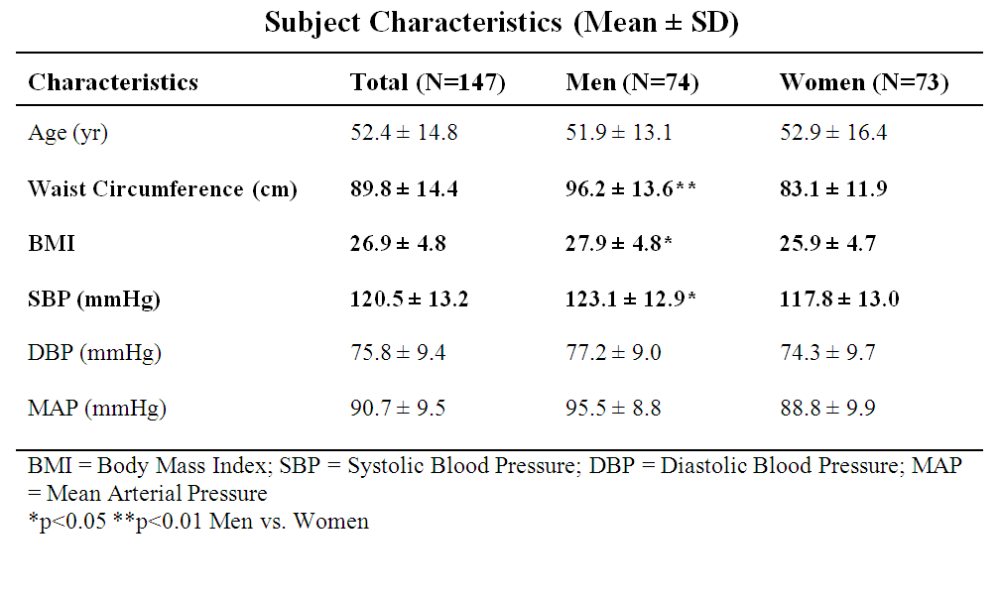 Subject Characteristics (Mean ± SD)
Characteristics Total (N=147) Men (N=74) Women (N=73)
Age (yr) 52.4 ± 14.8 51.9 ± 13.1 52.9 ± 16.4
Waist Circumference (cm) 89.8 ± 14.4 96.2 ± 13.6** 83.1 ± 11.9
BMI 26.9 ± 4.8 27.9 ± 4.8* 25.9 ± 4.7
SBP (mmHg) 120.5 ± 13.2 123.1 ± 12.9* 117.8 ± 13.0
DBP (mmHg) 75.8 ± 9.4 77.2 ± 9.0 74.3 ± 9.7
MAP (mmHg) 90.7 ± 9.5 95.5 ± 8.8 88.8 ± 9.9
BMI = Body Mass Index; SBP = Systolic Blood Pressure; DBP = Diastolic Blood Pressure; MAP
= Mean Arterial Pressure
*p<0.05 **p<0.01 Men vs. Women